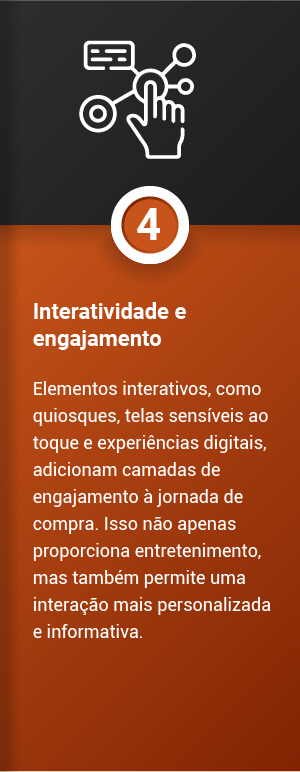 4
Interatividade e
engajamento
Elementos interativos, como
quiosques, telas sensíveis ao
toque e experiências digitais,
adicionam camadas de
engajamento à jornada de
compra. Isso não apenas
proporciona entretenimento,
mas também permite uma
interação mais personalizada
e informativa.